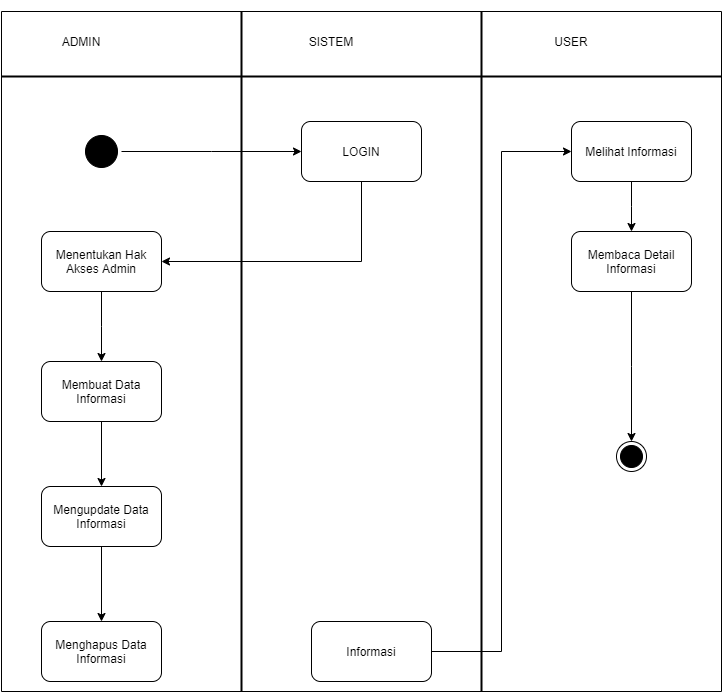 ADMIN
SISTEM
USER
LOGIN
Melihat Informasi
Menentukan Hak
Akses Admin
Membaca Detail
Informasi
Membuat Data
Informasi
Mengupdate Data
Informasi
Menghapus Data
Informasi
Informasi